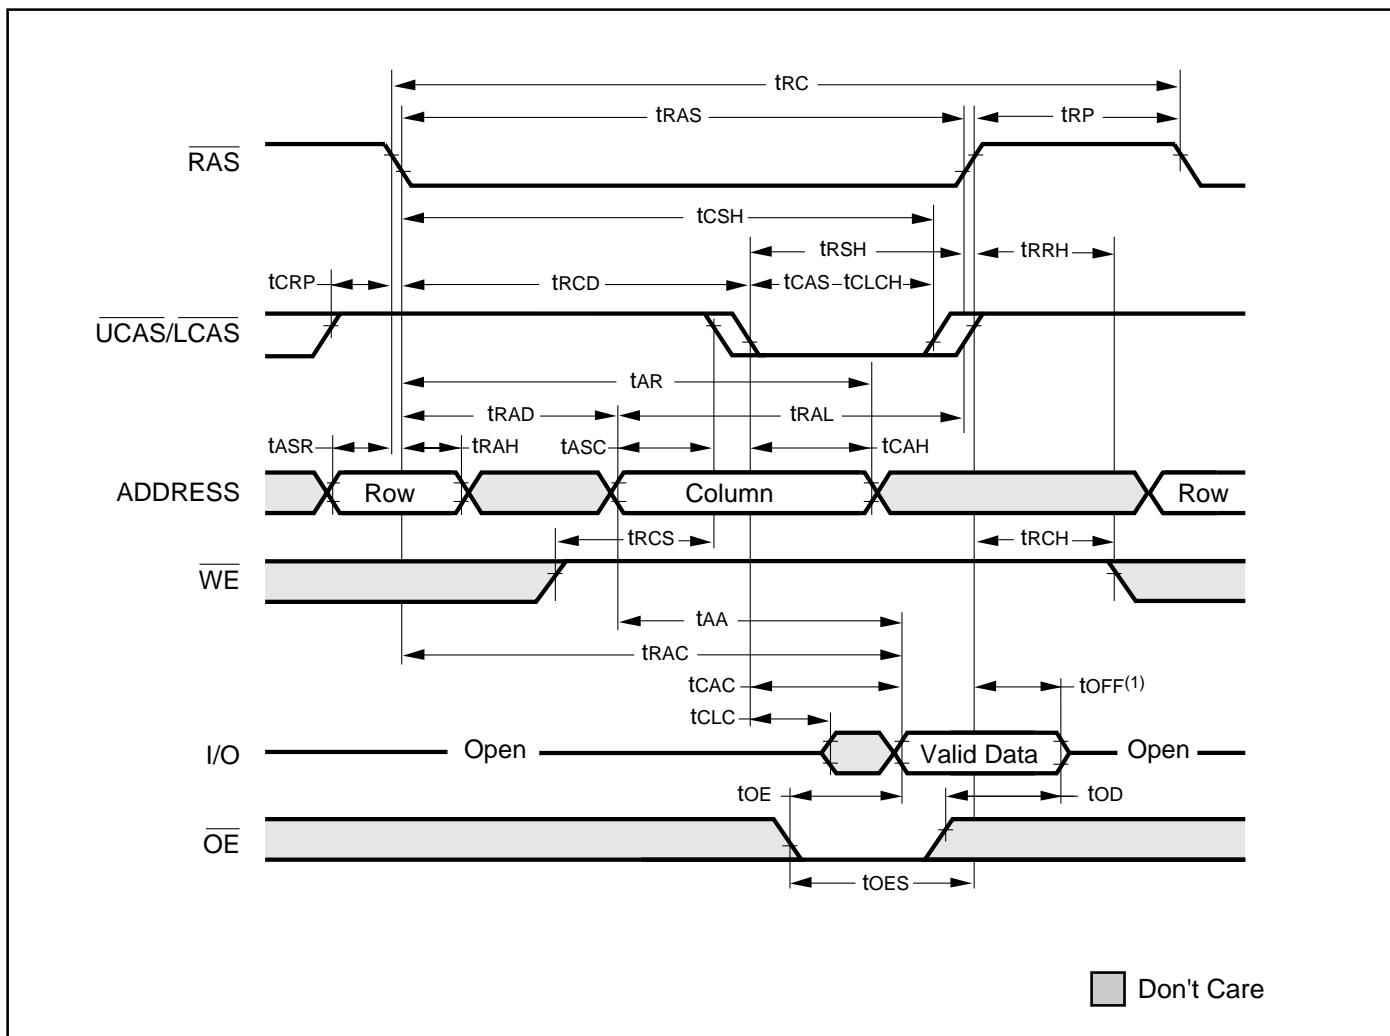 tRC
tRAS
tRP
RAS
tCSH
tRSH
tRRH
tCRP
tRCD
tCAS
tCLCH
UCAS/LCAS
tAR
tRAD
tRAL
tASR
tRAH
tASC
tCAH
ADDRESS
Row
Column
Row
tRCS
tRCH
WE
tAA
tRAC
tCAC
tOFF(1)
tCLC
I/O
Open
Valid Data
Open
tOE
tOD
OE
tOES
Don't Care